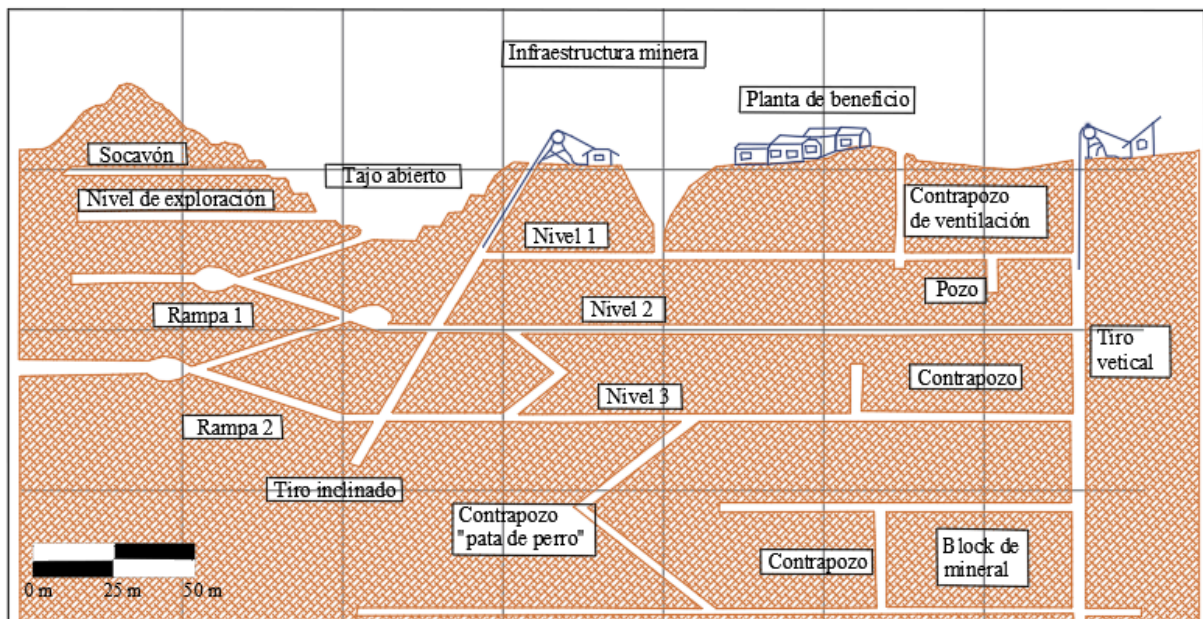 Infraestructura minera
Planta de beneficio
Socavón
Tajo abierto
Nivel de exploración
Contrapozo
de ventilación
Nivel 1
Pozo
Nivel 2
Rampa 1
Tiro
vetical
Contrapozo
Nivel 3
Rampa 2
Tiro inclinado
Contrapozo
"pata de perro"
Block de
mineral
Contrapozo
0 m 25 m 50 m